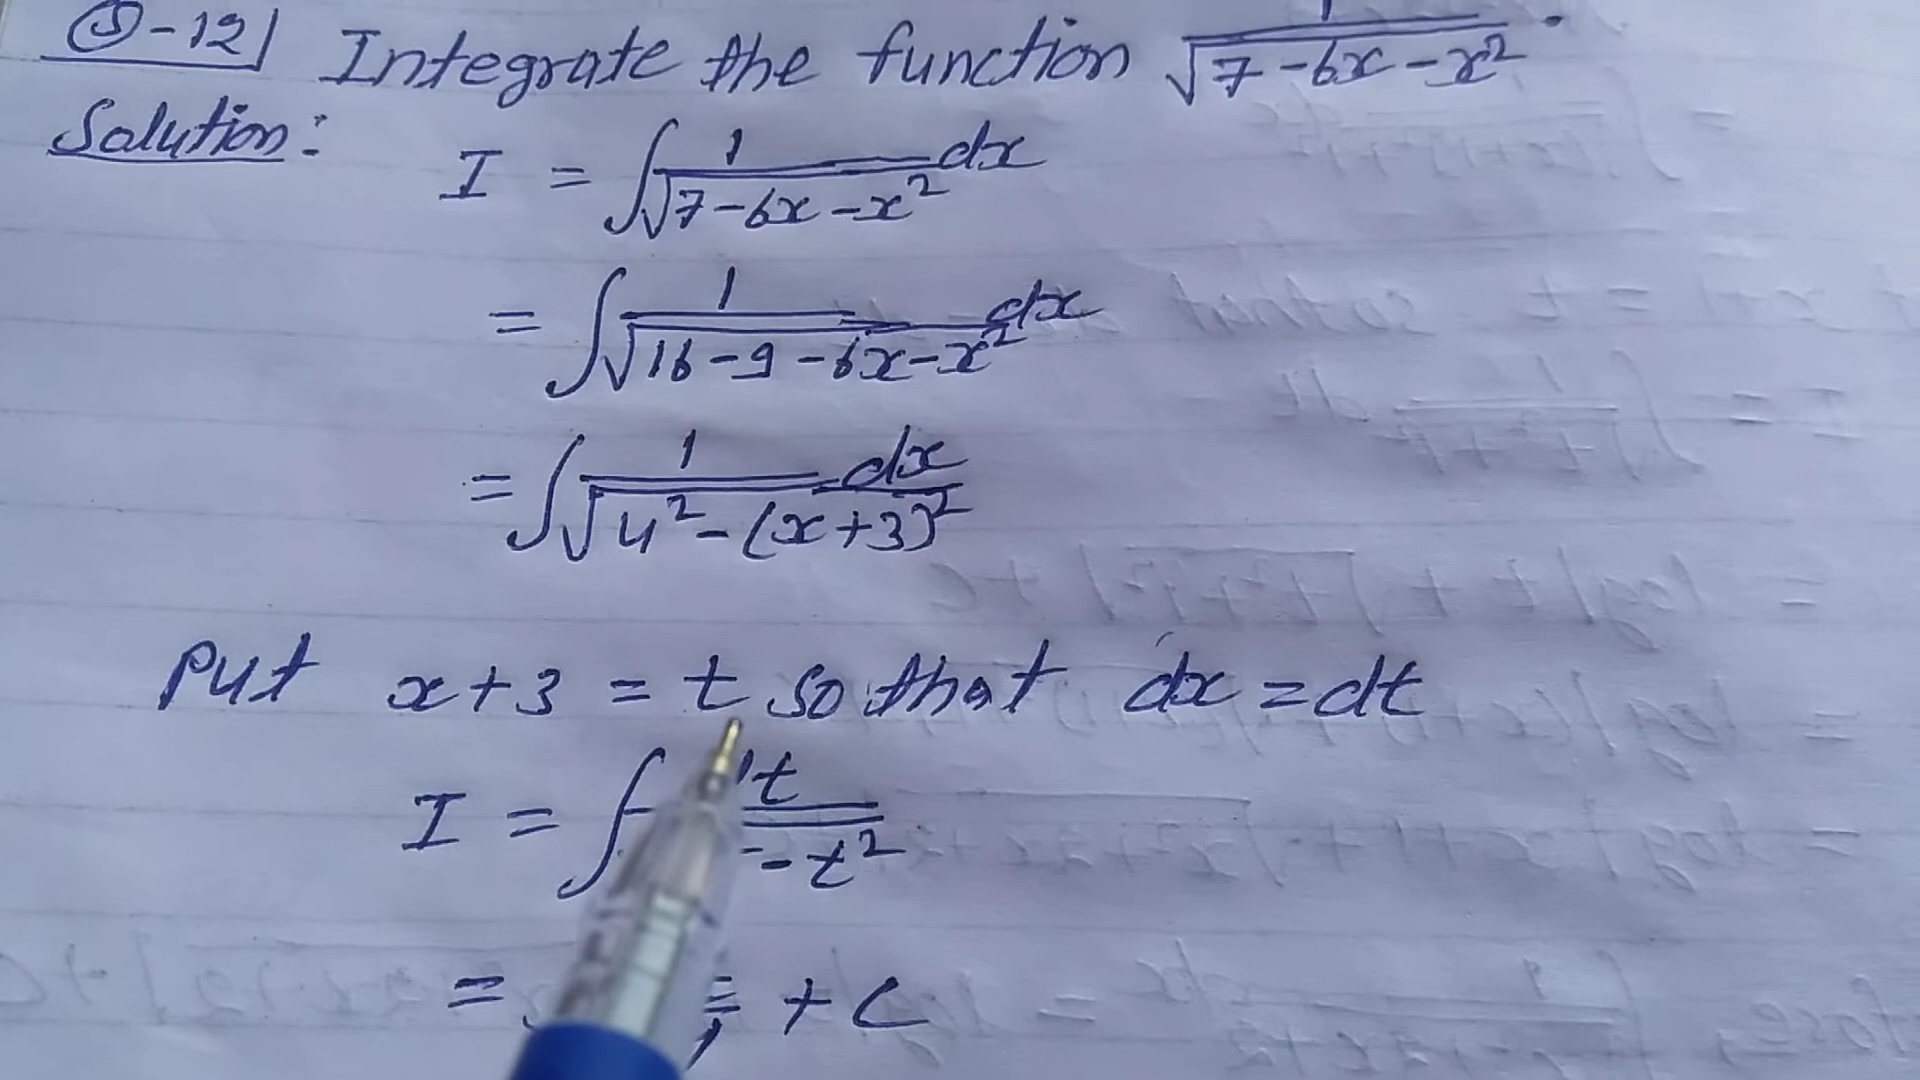 ⑤-12| Integrate the function 1/√(7-6x-x²).
Solution: I = ∫ 1/√(7-6x-x²) dx
= ∫ 1/√(16-9-6x-x²) dx
= ∫ 1/√(4²-(x+3)²) dx
Put x+3 = t so that dx = dt
I = ∫ t - t²
= + c